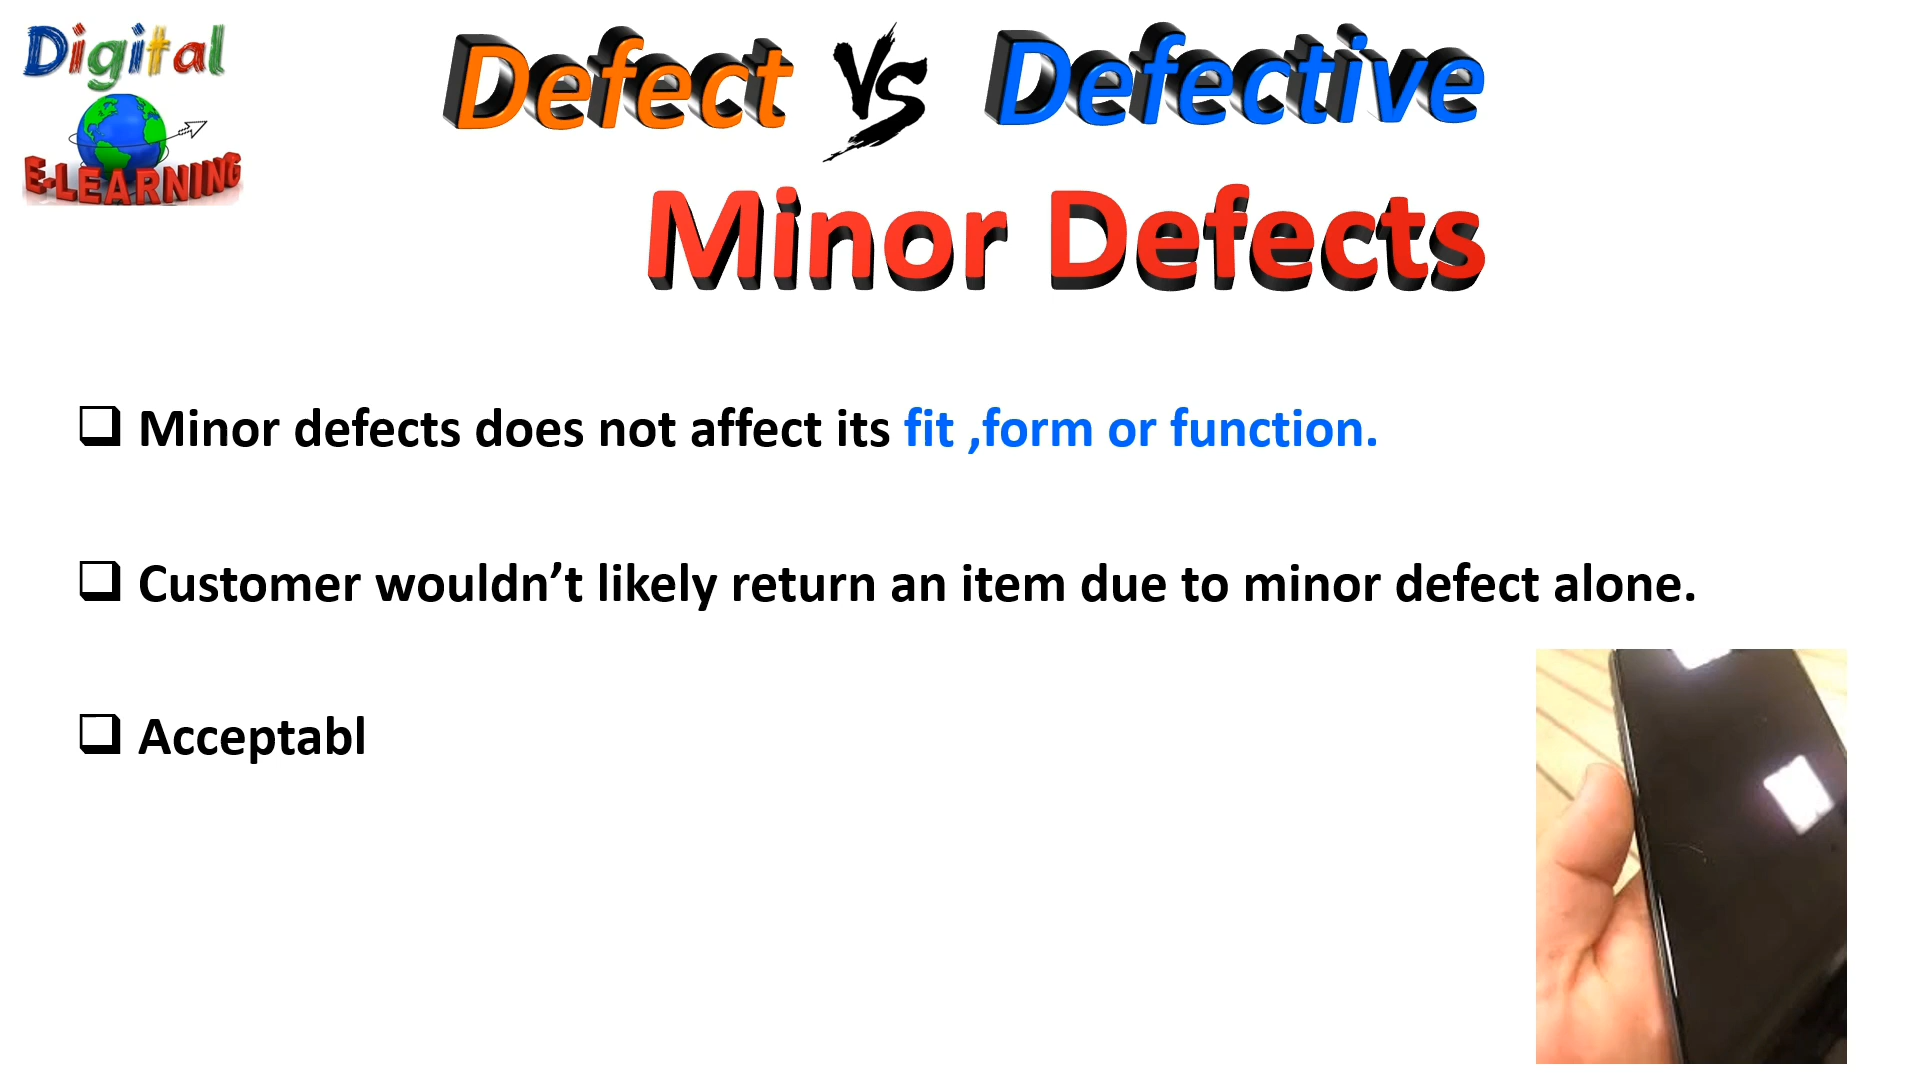 Digital
E-LEARNING
Defect VS Defective
Minor Defects
Minor defects does not affect its fit ,form or function.
Customer wouldn’t likely return an item due to minor defect alone.
Acceptabl